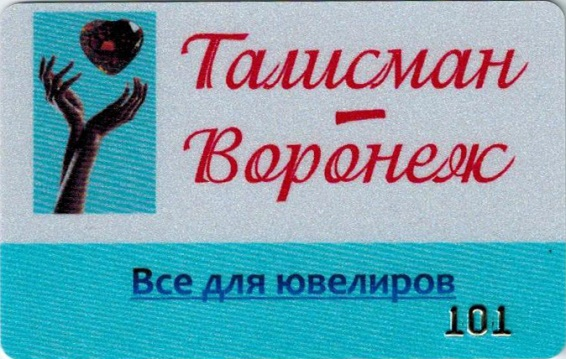 Талисман
–
Воронеж
Все для ювелиров
101